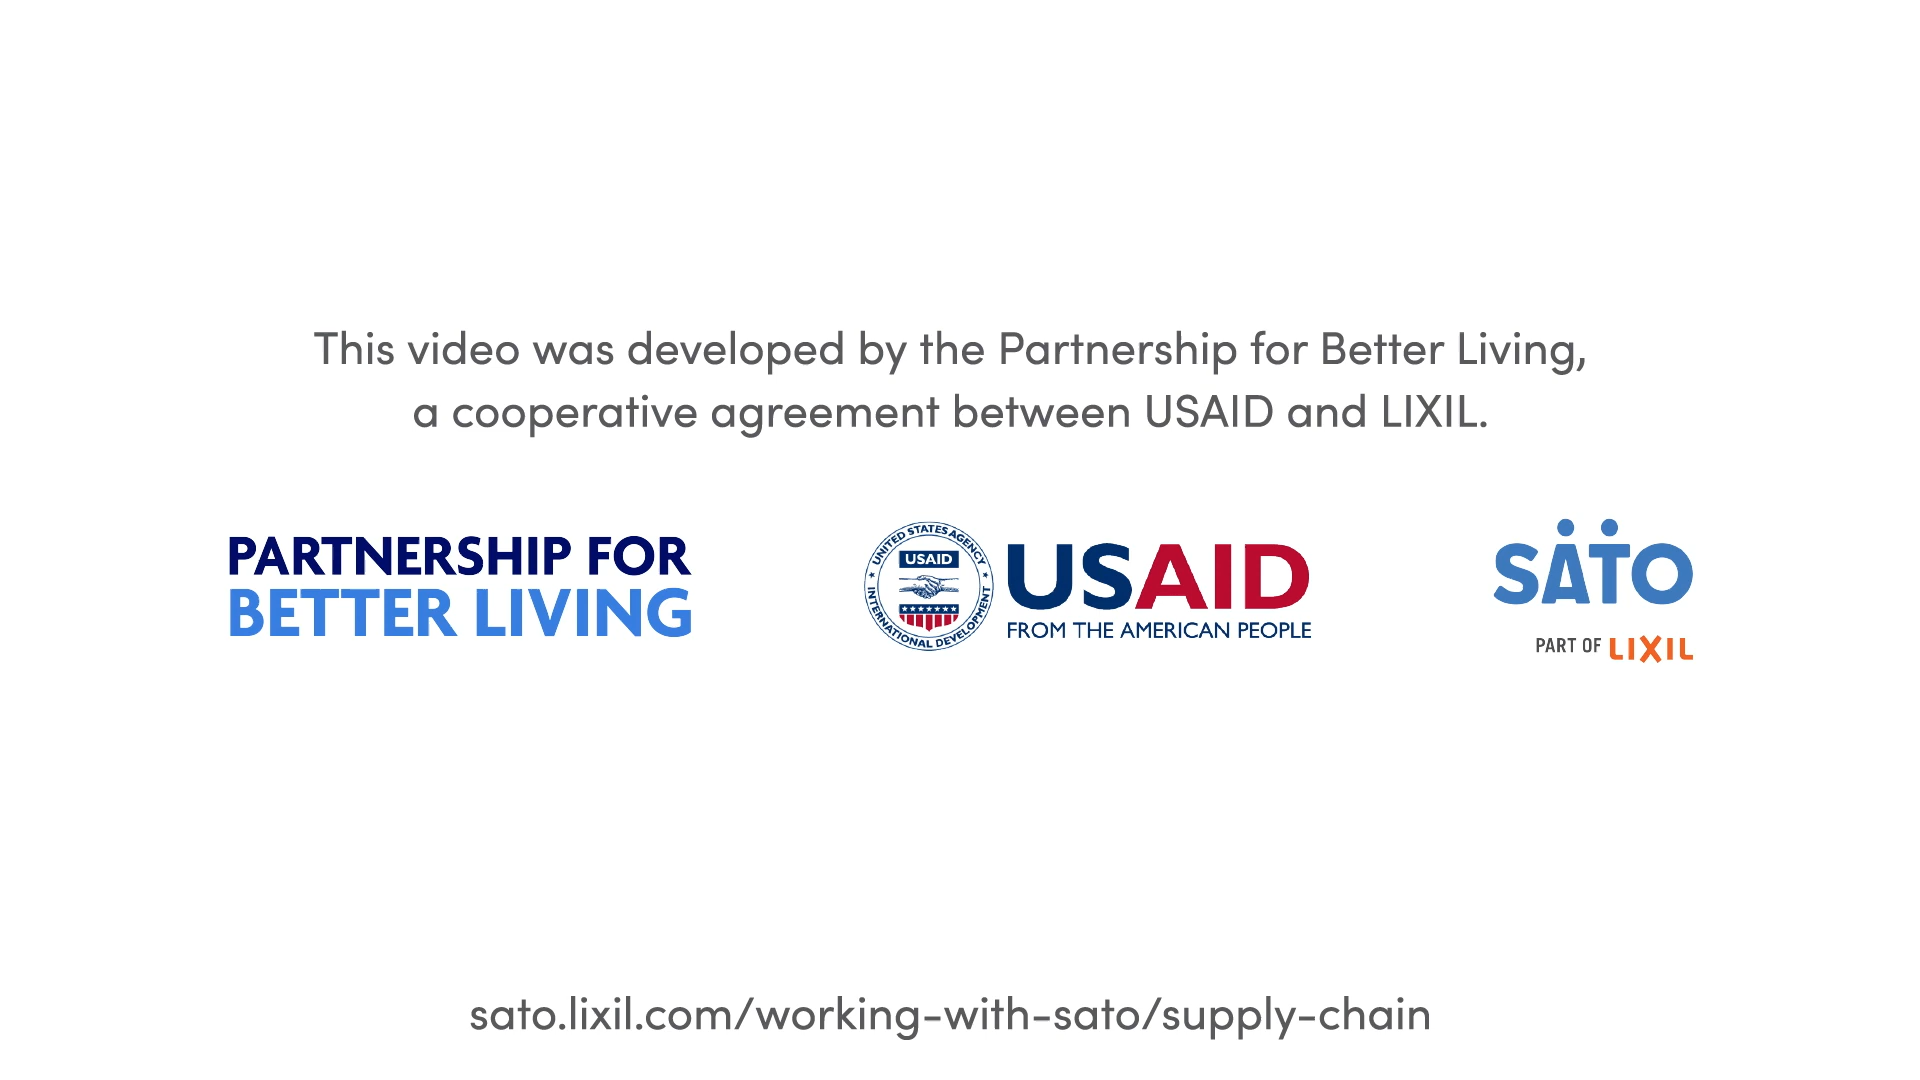 This video was developed by the Partnership for Better Living,
a cooperative agreement between USAID and LIXIL.
PARTNERSHIP FOR
BETTER LIVING
UNITED STATES AGENCY
USAID
INTERNATIONAL DEVELOPMENT
USAID
FROM THE AMERICAN PEOPLE
SATO
PART OF LIXIL
sato.lixil.com/working-with-sato/supply-chain